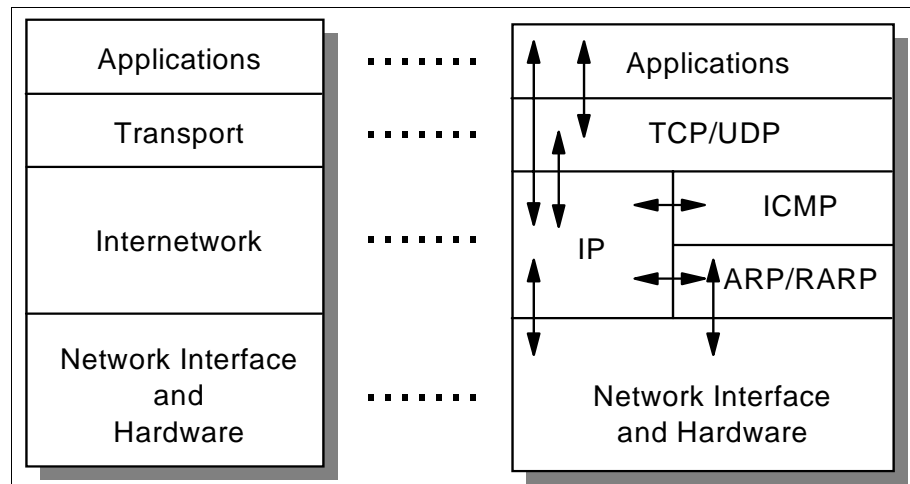 Applications
Transport
Internetwork
Network Interface
and
Hardware
Applications
TCP/UDP
IP
ICMP
ARP/RARP
Network Interface
and Hardware